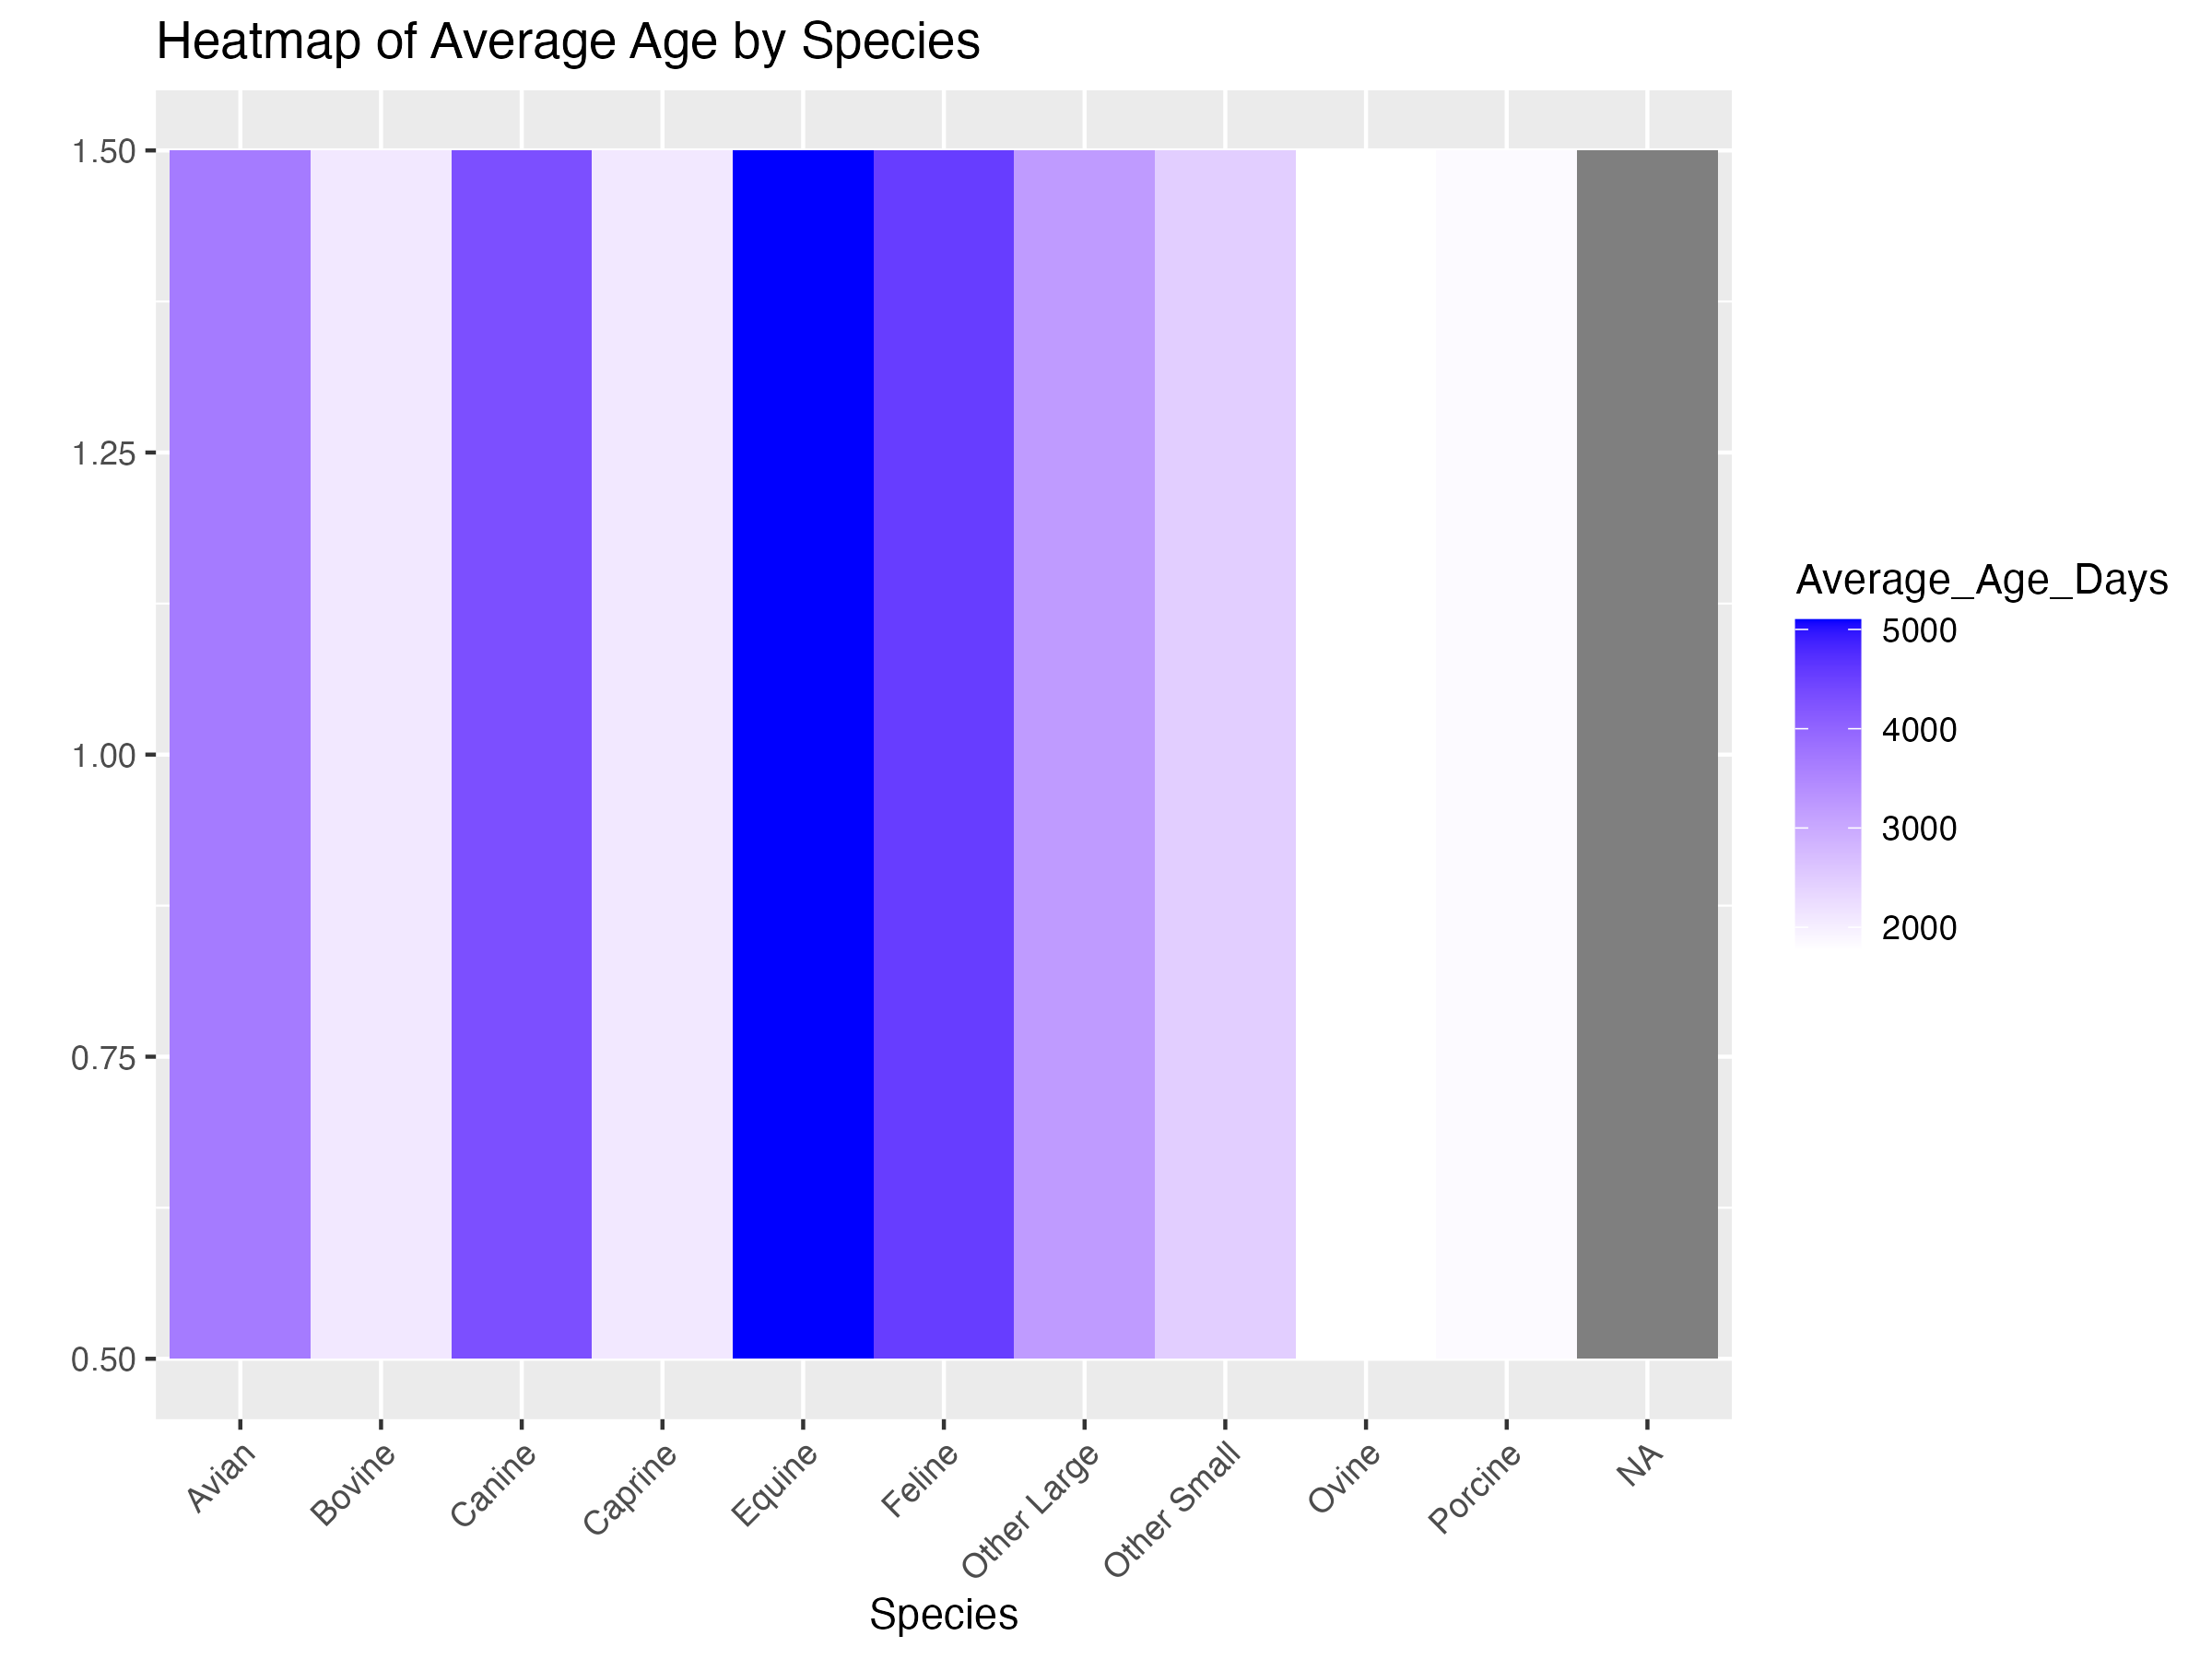 Heatmap of Average Age by Species
1.50
1.25
1.00
0.75
0.50
Avian
Bovine
Canine
Caprine
Equine
Feline
Other Large
Other Small
Ovine
Porcine
NA
Species
Average_Age_Days
5000
4000
3000
2000